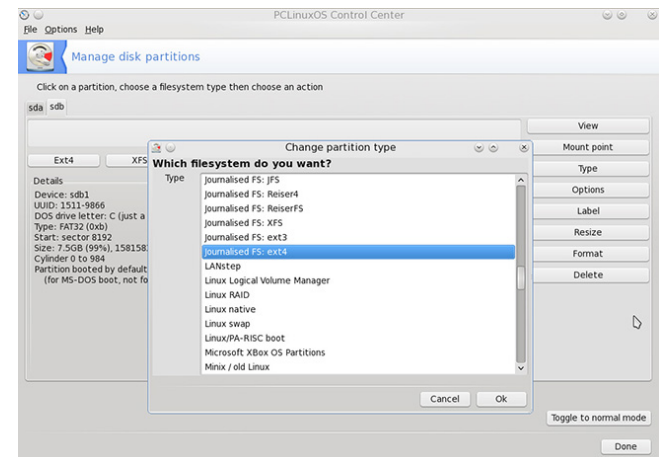 PCLinuxOS Control Center
File Options Help
Manage disk partitions
Click on a partition, choose a filesystem type then choose an action
sda sdb
View
Mount point
Type
Options
Label
Resize
Format
Delete
Ext4 XFS
Details
Device: sdb1
UUID: 1511-9866
DOS drive letter: C (just a
Type: FAT32 (0xb)
Start: sector 8192
Size: 7.5GB (99%), 1581582
Cylinder 0 to 984
Partition booted by default
(for MS-DOS boot, not fo
Change partition type
Which filesystem do you want?
Type
Journalised FS: JFS
Journalised FS: Reiser4
Journalised FS: ReiserFS
Journalised FS: XFS
Journalised FS: ext3
Journalised FS: ext4
LANstep
Linux Logical Volume Manager
Linux RAID
Linux native
Linux swap
Linux/PA-RISC boot
Microsoft XBox OS Partitions
Minix / old Linux
Cancel Ok
Toggle to normal mode
Done